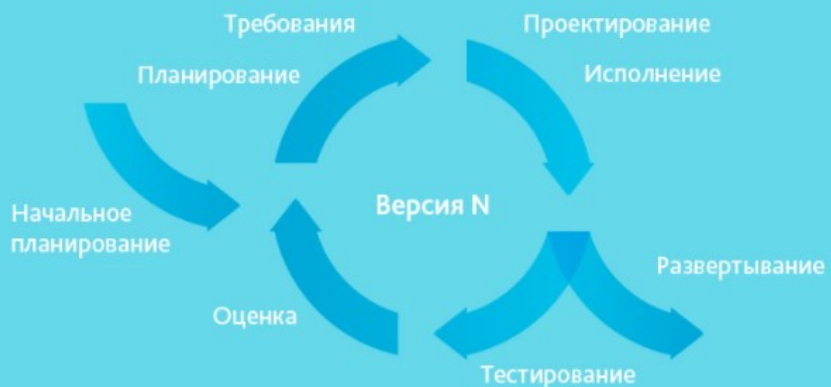 Требования
Проектирование
Планирование
Исполнение
Версия N
Начальное
планирование
Развертывание
Оценка
Тестирование